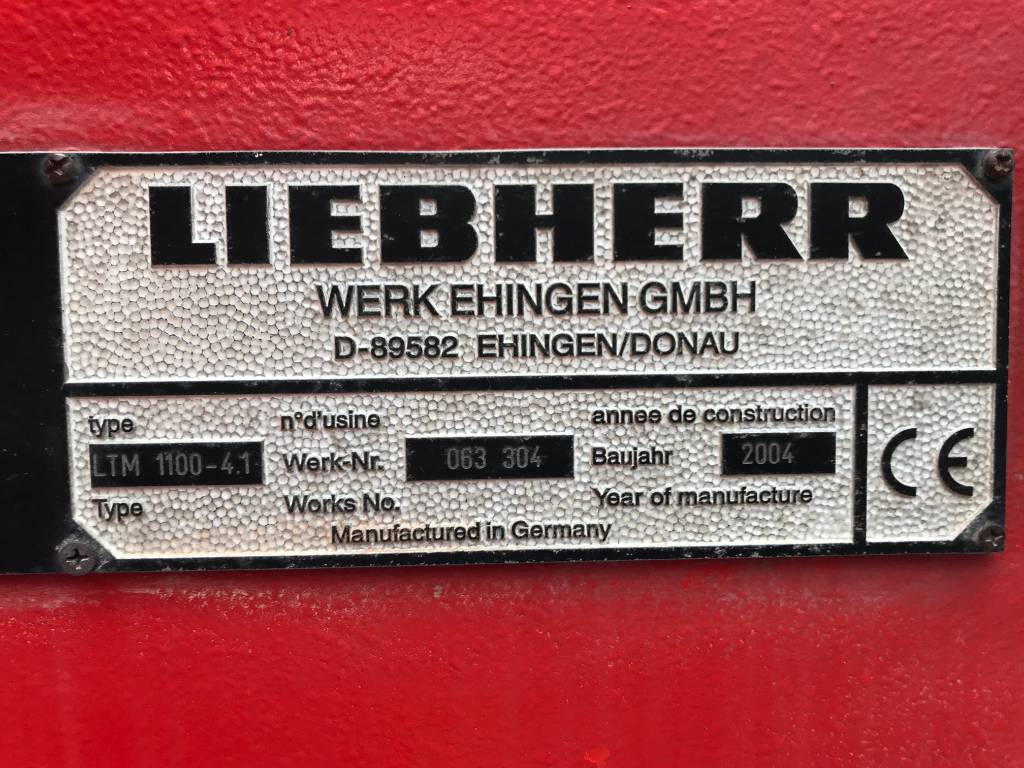 LIEBHERR
WERK EHINGEN GMBH
D-89582 EHINGEN/DONAU
type n°d'usine annee de construction
LTM 1100-4.1 Werk-Nr. 063 304 Baujahr 2004 CE
Type Works No. Year of manufacture
Manufactured in Germany